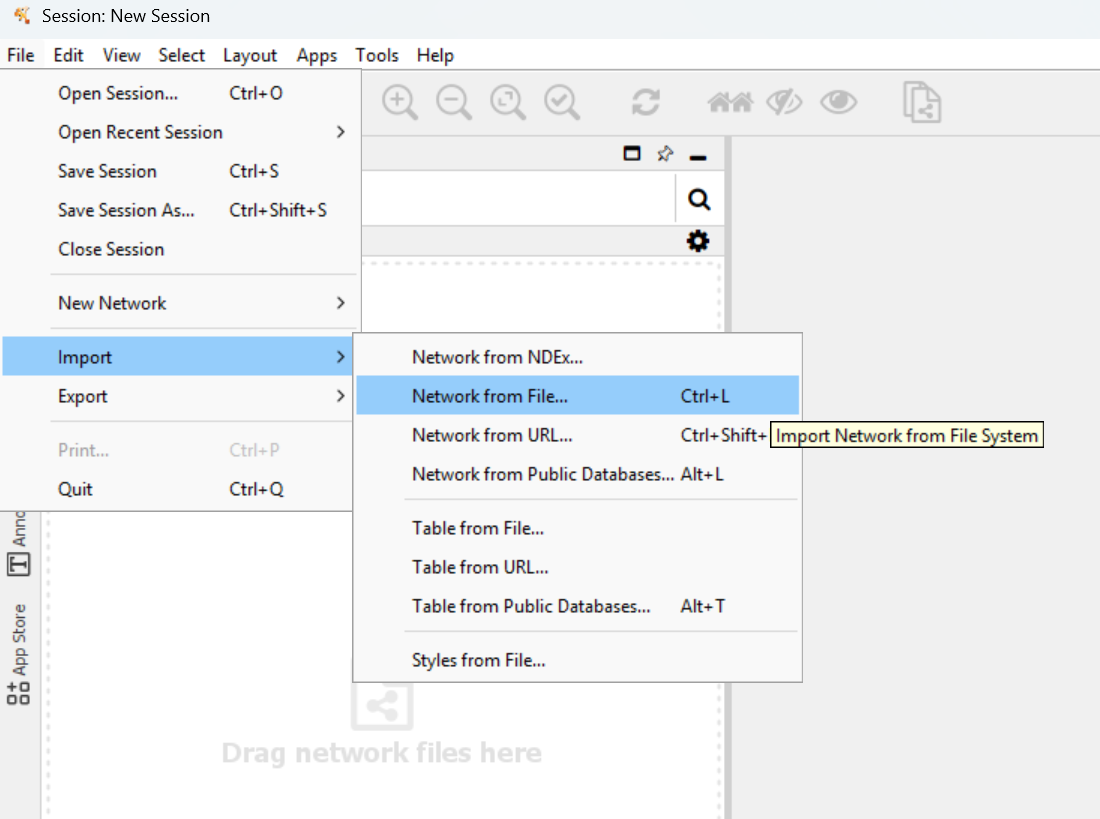 Session: New Session
File Edit View Select Layout Apps Tools Help
Open Session... Ctrl+O
Open Recent Session
Save Session Ctrl+S
Save Session As... Ctrl+Shift+S
Close Session
New Network
Import
Export
Print... Ctrl+P
Quit Ctrl+Q
Network from NDEx...
Network from File... Ctrl+L
Network from URL... Ctrl+Shift+
Import Network from File System
Network from Public Databases... Alt+L
Table from File...
Table from URL...
Table from Public Databases... Alt+T
Styles from File...
Anno
App Store
Drag network files here